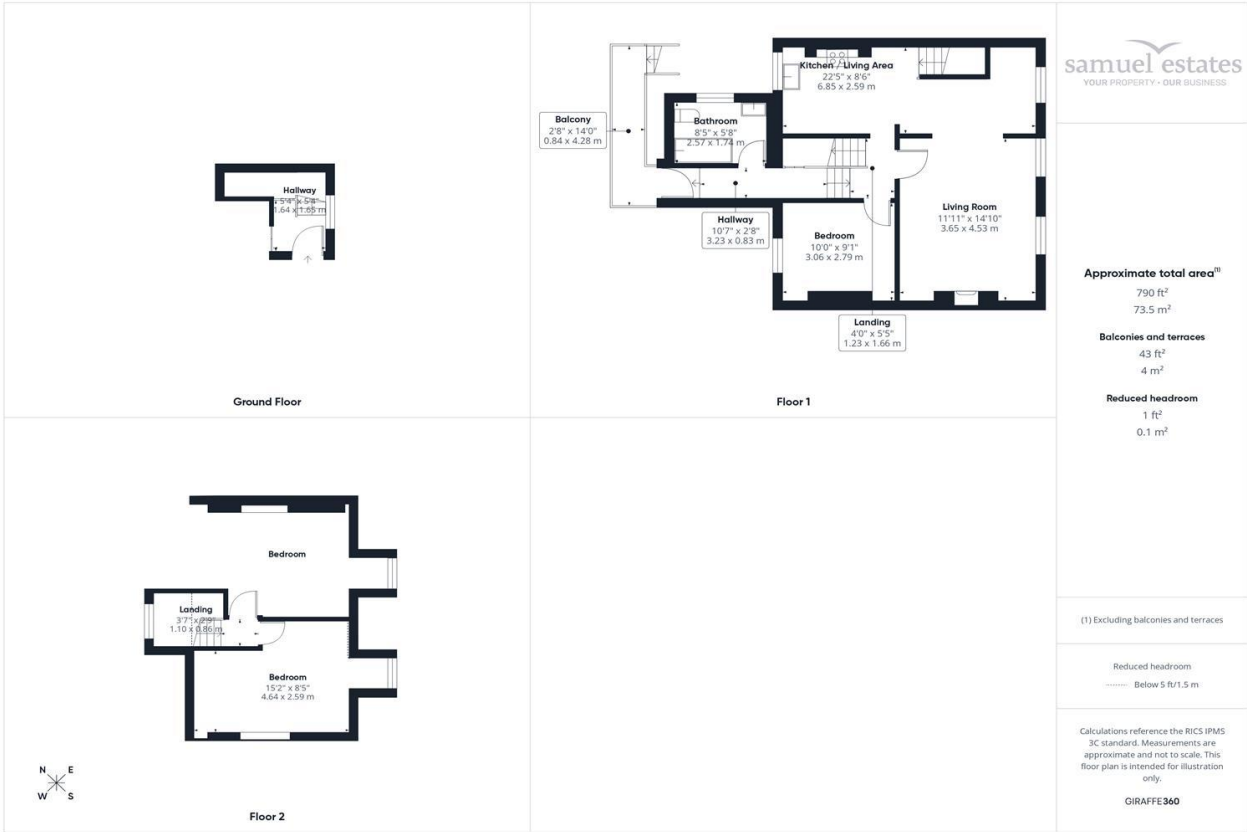 Hallway
5'4" x 5'4"
1.64 x 1.65 m
Ground Floor
Kitchen / Living Area
22'5" x 8'6"
6.85 x 2.59 m
Balcony
2'8" x 14'0"
0.84 x 4.28 m
Bathroom
8'5" x 5'8"
2.57 x 1.74 m
Hallway
10'7" x 2'8"
3.23 x 0.83 m
Bedroom
10'0" x 9'1"
3.06 x 2.79 m
Living Room
11'11" x 14'10"
3.65 x 4.53 m
Landing
4'0" x 5'5"
1.23 x 1.66 m
Floor 1
Bedroom
Landing
3'7" x 2'9"
1.10 x 0.86 m
Bedroom
15'2" x 8'5"
4.64 x 2.59 m
N E
W S
Floor 2
samuel estates
YOUR PROPERTY • OUR BUSINESS
Approximate total area(1)
790 ft²
73.5 m²
Balconies and terraces
43 ft²
4 m²
Reduced headroom
1 ft²
0.1 m²
(1) Excluding balconies and terraces
Reduced headroom
Below 5 ft/1.5 m
Calculations reference the RICS IPMS
3C standard. Measurements are
approximate and not to scale. This
floor plan is intended for illustration
only.
GIRAFFE360